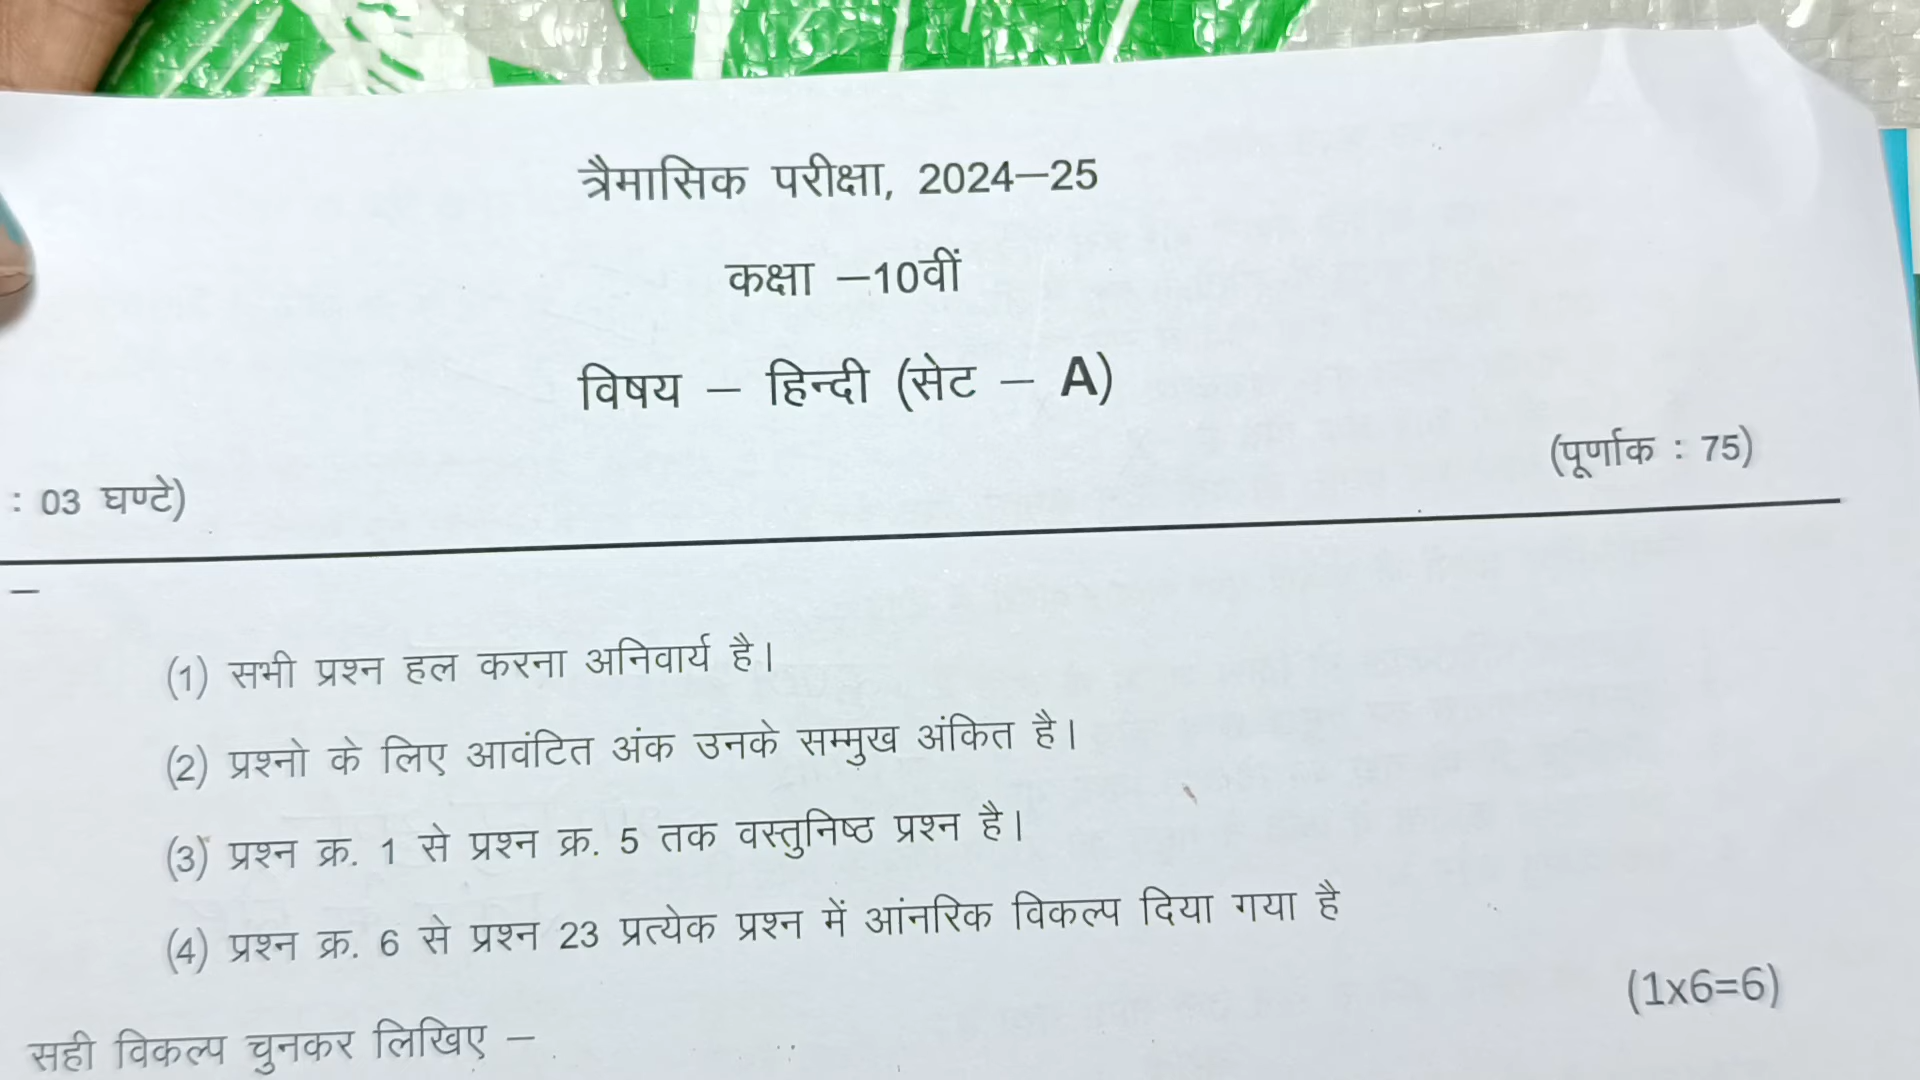 त्रैमासिक परीक्षा, 2024–25
कक्षा –10वीं
विषय – हिन्दी (सेट – A)
(पूर्णाक : 75)
: 03 घण्टे)
–
(1) सभी प्रश्न हल करना अनिवार्य है।
(2) प्रश्नो के लिए आवंटित अंक उनके सम्मुख अंकित है।
(3) प्रश्न क्र. 1 से प्रश्न क्र. 5 तक वस्तुनिष्ठ प्रश्न है।
(4) प्रश्न क्र. 6 से प्रश्न 23 प्रत्येक प्रश्न में आंनरिक विकल्प दिया गया है
(1x6=6)
सही विकल्प चुनकर लिखिए –